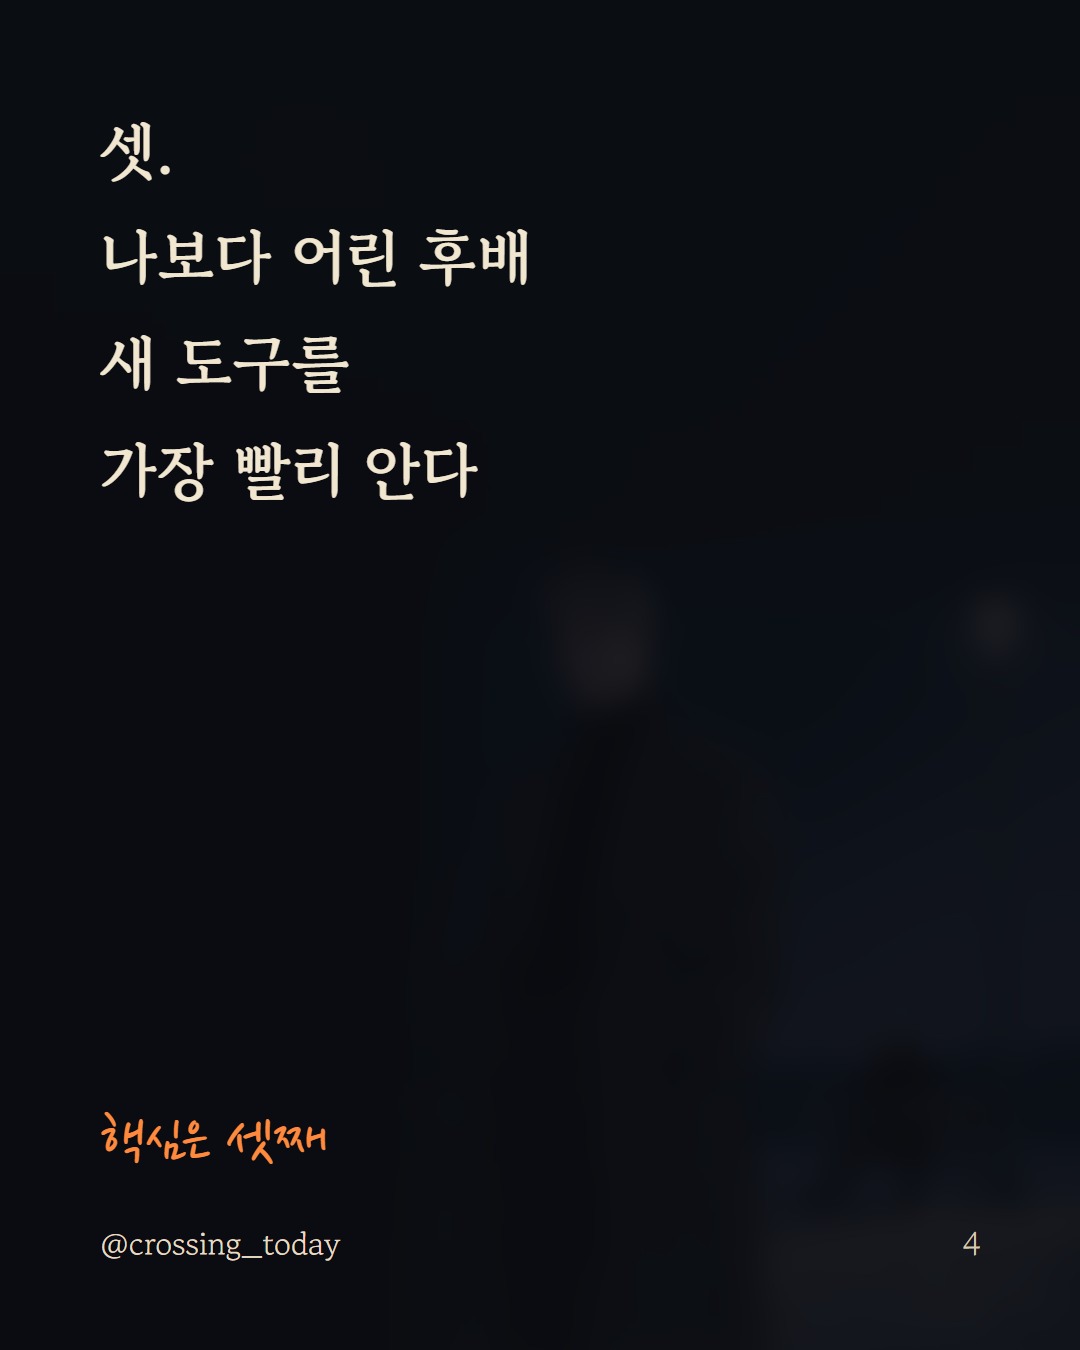 셋.
나보다 어린 후배
새 도구를
가장 빨리 안다
핵심은 셋째
@crossing_today
4